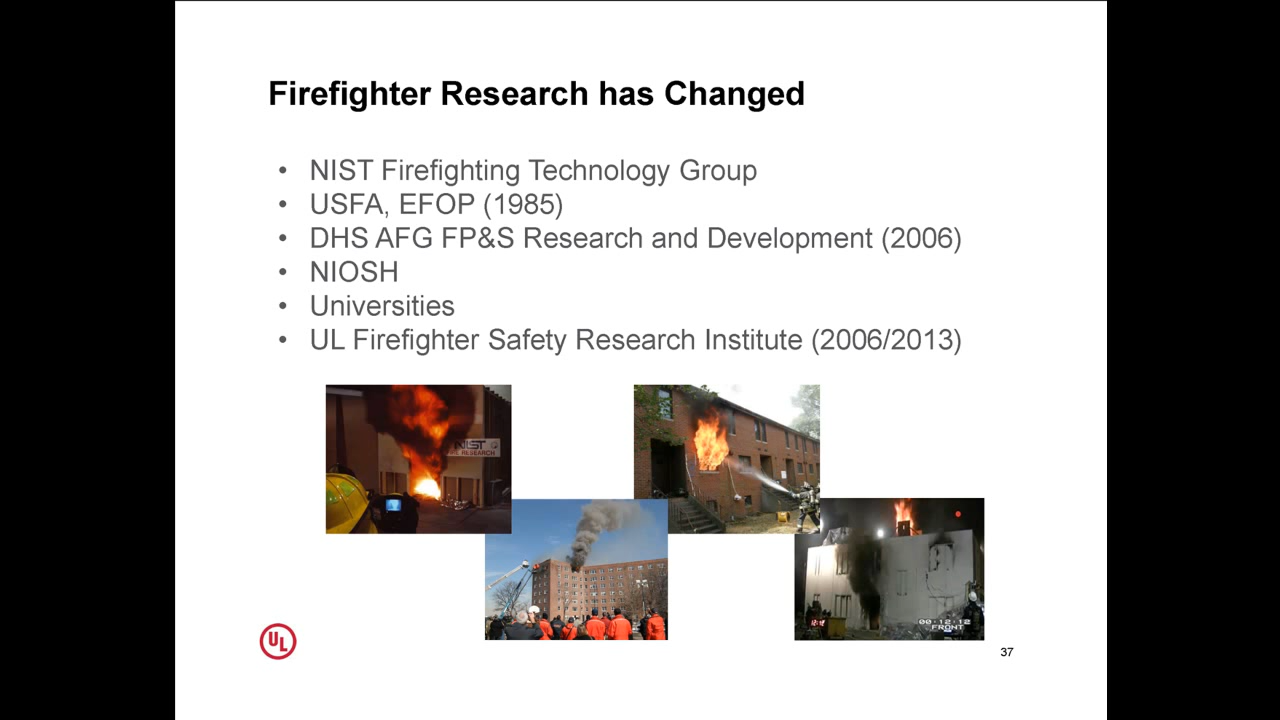 Firefighter Research has Changed
• NIST Firefighting Technology Group
• USFA, EFOP (1985)
• DHS AFG FP&S Research and Development (2006)
• NIOSH
• Universities
• UL Firefighter Safety Research Institute (2006/2013)
NIST
FIRE RESEARCH
00:12:12
FRONT
UL
37